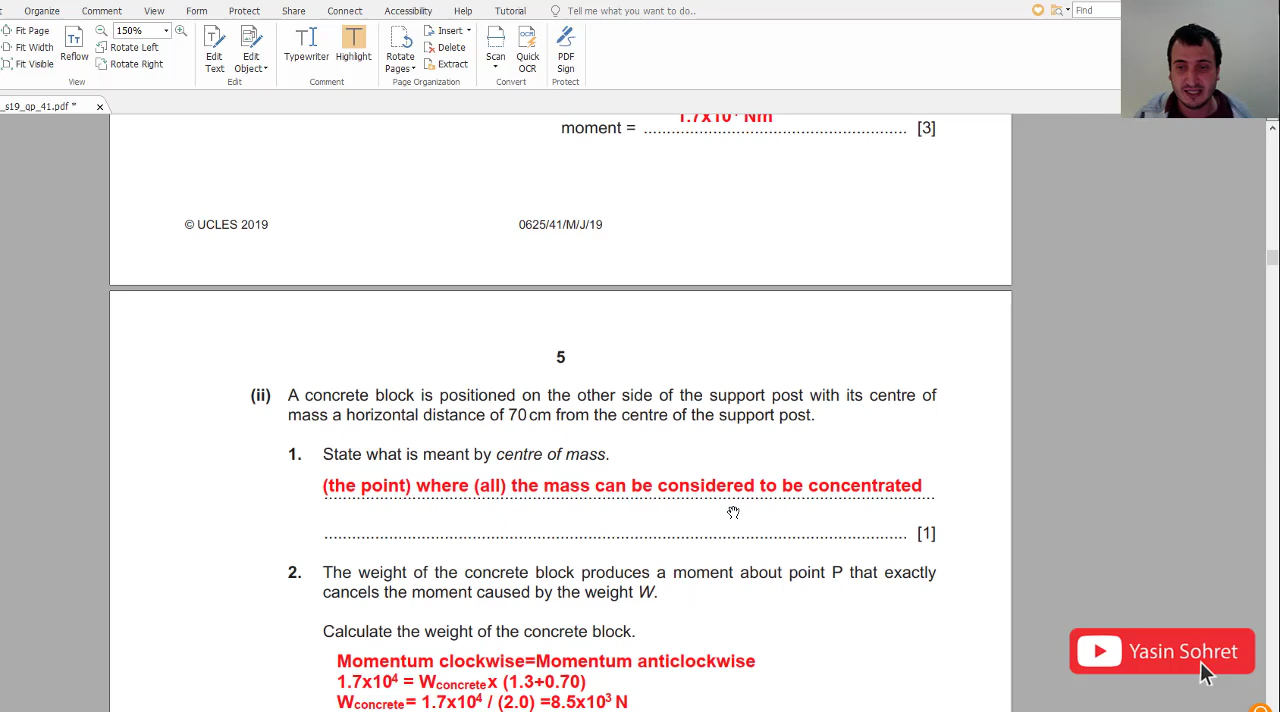 Organize Comment View Form Protect Share Connect Accessibility Help Tutorial Tell me what you want to do..
Fit Page 150% Insert Find
Fit Width Reflow Rotate Left Edit Text Edit Object Typewriter Highlight Rotate Pages Delete Scan Quick OCR PDF Sign
Fit Visible Rotate Right Extract
View Edit Comment Page Organization Convert Protect
_s19_qp_41.pdf *
1.7x10⁴ Nm
moment = ........................................................ [3]
© UCLES 2019 0625/41/M/J/19
5
(ii) A concrete block is positioned on the other side of the support post with its centre of
mass a horizontal distance of 70 cm from the centre of the support post.
1. State what is meant by centre of mass.
(the point) where (all) the mass can be considered to be concentrated
........................................................ [1]
2. The weight of the concrete block produces a moment about point P that exactly
cancels the moment caused by the weight W.
Calculate the weight of the concrete block.
Momentum clockwise=Momentum anticlockwise
1.7x10⁴ = Wconcrete x (1.3+0.70)
Wconcrete = 1.7x10⁴ / (2.0) =8.5x10³ N
Yasin Sohret